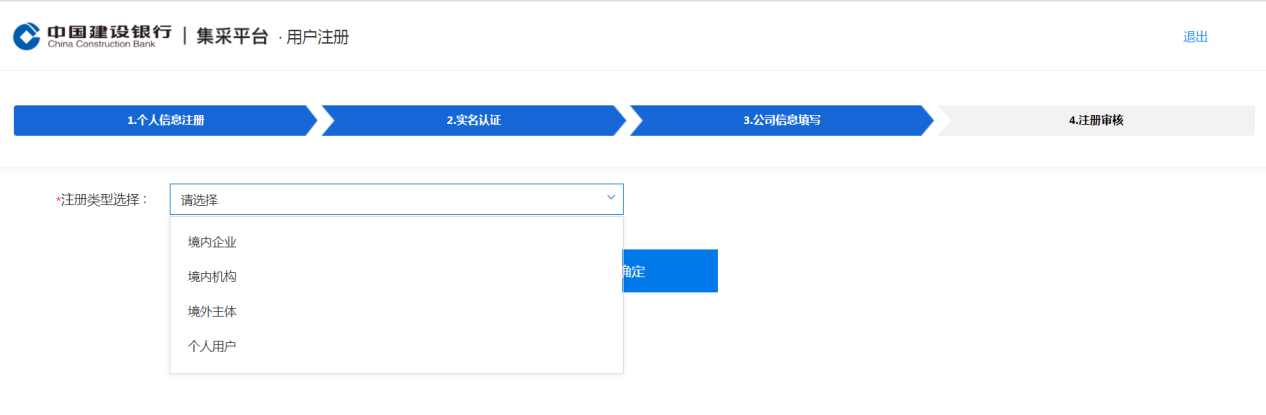 中国建设银行 | 集采平台 · 用户注册
China Construction Bank
退出
1.个人信息注册
2.实名认证
3.公司信息填写
4.注册审核
*注册类型选择：
请选择
境内企业
境内机构
境外主体
个人用户
确定